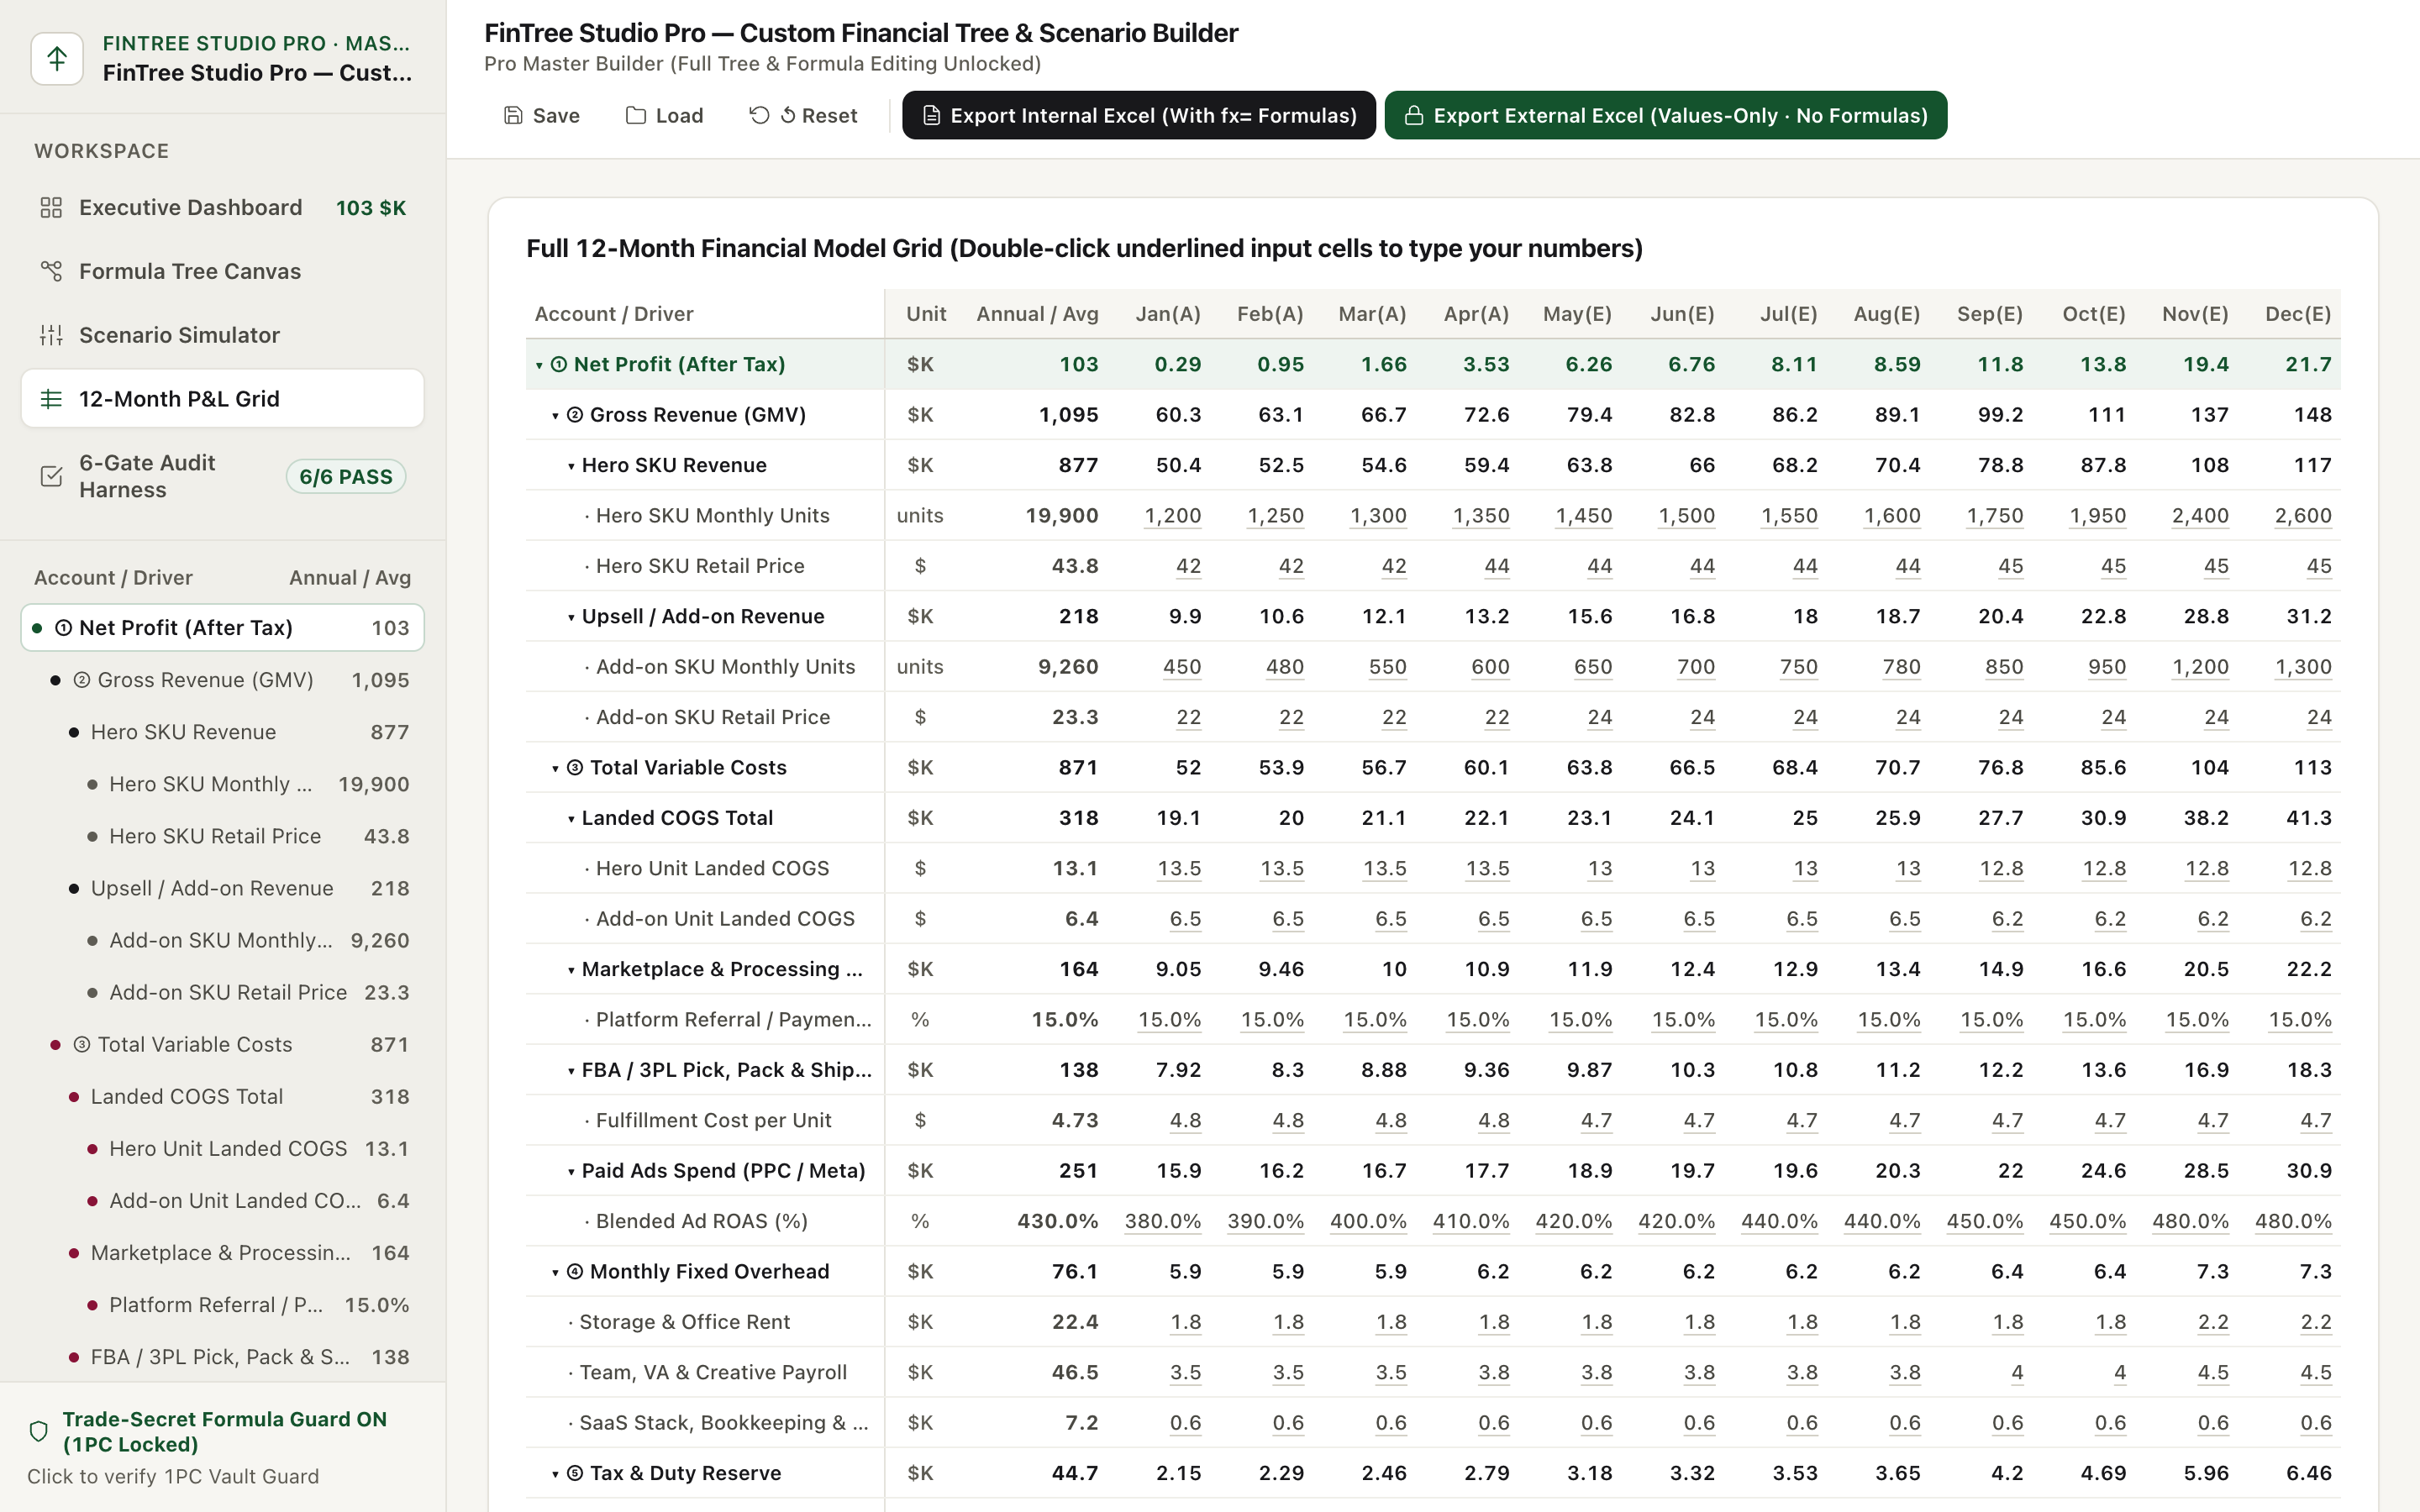 FINTREE STUDIO PRO · MAS...
FinTree Studio Pro — Cust...
WORKSPACE
Executive Dashboard 103 $K
Formula Tree Canvas
Scenario Simulator
12-Month P&L Grid
6-Gate Audit
Harness
6/6 PASS
Account / Driver Annual / Avg
① Net Profit (After Tax) 103
② Gross Revenue (GMV) 1,095
Hero SKU Revenue 877
Hero SKU Monthly ... 19,900
Hero SKU Retail Price 43.8
Upsell / Add-on Revenue 218
Add-on SKU Monthly... 9,260
Add-on SKU Retail Price 23.3
③ Total Variable Costs 871
Landed COGS Total 318
Hero Unit Landed COGS 13.1
Add-on Unit Landed CO... 6.4
Marketplace & Processin... 164
Platform Referral / P... 15.0%
FBA / 3PL Pick, Pack & S... 138
Trade-Secret Formula Guard ON
(1PC Locked)
Click to verify 1PC Vault Guard
FinTree Studio Pro — Custom Financial Tree & Scenario Builder
Pro Master Builder (Full Tree & Formula Editing Unlocked)
Save Load ↺ Reset Export Internal Excel (With fx= Formulas) Export External Excel (Values-Only · No Formulas)
Full 12-Month Financial Model Grid (Double-click underlined input cells to type your numbers)
Account / Driver Unit Annual / Avg Jan(A) Feb(A) Mar(A) Apr(A) May(E) Jun(E) Jul(E) Aug(E) Sep(E) Oct(E) Nov(E) Dec(E)
▾ ① Net Profit (After Tax) $K 103 0.29 0.95 1.66 3.53 6.26 6.76 8.11 8.59 11.8 13.8 19.4 21.7
▾ ② Gross Revenue (GMV) $K 1,095 60.3 63.1 66.7 72.6 79.4 82.8 86.2 89.1 99.2 111 137 148
▾ Hero SKU Revenue $K 877 50.4 52.5 54.6 59.4 63.8 66 68.2 70.4 78.8 87.8 108 117
· Hero SKU Monthly Units units 19,900 1,200 1,250 1,300 1,350 1,450 1,500 1,550 1,600 1,750 1,950 2,400 2,600
· Hero SKU Retail Price $ 43.8 42 42 42 44 44 44 44 44 45 45 45 45
▾ Upsell / Add-on Revenue $K 218 9.9 10.6 12.1 13.2 15.6 16.8 18 18.7 20.4 22.8 28.8 31.2
· Add-on SKU Monthly Units units 9,260 450 480 550 600 650 700 750 780 850 950 1,200 1,300
· Add-on SKU Retail Price $ 23.3 22 22 22 22 24 24 24 24 24 24 24 24
▾ ③ Total Variable Costs $K 871 52 53.9 56.7 60.1 63.8 66.5 68.4 70.7 76.8 85.6 104 113
▾ Landed COGS Total $K 318 19.1 20 21.1 22.1 23.1 24.1 25 25.9 27.7 30.9 38.2 41.3
· Hero Unit Landed COGS $ 13.1 13.5 13.5 13.5 13.5 13 13 13 13 12.8 12.8 12.8 12.8
· Add-on Unit Landed COGS $ 6.4 6.5 6.5 6.5 6.5 6.5 6.5 6.5 6.5 6.2 6.2 6.2 6.2
▾ Marketplace & Processing ... $K 164 9.05 9.46 10 10.9 11.9 12.4 12.9 13.4 14.9 16.6 20.5 22.2
· Platform Referral / Paymen... % 15.0% 15.0% 15.0% 15.0% 15.0% 15.0% 15.0% 15.0% 15.0% 15.0% 15.0% 15.0% 15.0%
▾ FBA / 3PL Pick, Pack & Ship... $K 138 7.92 8.3 8.88 9.36 9.87 10.3 10.8 11.2 12.2 13.6 16.9 18.3
· Fulfillment Cost per Unit $ 4.73 4.8 4.8 4.8 4.8 4.7 4.7 4.7 4.7 4.7 4.7 4.7 4.7
▾ Paid Ads Spend (PPC / Meta) $K 251 15.9 16.2 16.7 17.7 18.9 19.7 19.6 20.3 22 24.6 28.5 30.9
· Blended Ad ROAS (%) % 430.0% 380.0% 390.0% 400.0% 410.0% 420.0% 420.0% 440.0% 440.0% 450.0% 450.0% 480.0% 480.0%
▾ ④ Monthly Fixed Overhead $K 76.1 5.9 5.9 5.9 6.2 6.2 6.2 6.2 6.2 6.4 6.4 7.3 7.3
· Storage & Office Rent $K 22.4 1.8 1.8 1.8 1.8 1.8 1.8 1.8 1.8 1.8 1.8 2.2 2.2
· Team, VA & Creative Payroll $K 46.5 3.5 3.5 3.5 3.8 3.8 3.8 3.8 3.8 4 4 4.5 4.5
· SaaS Stack, Bookkeeping & ... $K 7.2 0.6 0.6 0.6 0.6 0.6 0.6 0.6 0.6 0.6 0.6 0.6 0.6
▾ ⑤ Tax & Duty Reserve $K 44.7 2.15 2.29 2.46 2.79 3.18 3.32 3.53 3.65 4.2 4.69 5.96 6.46